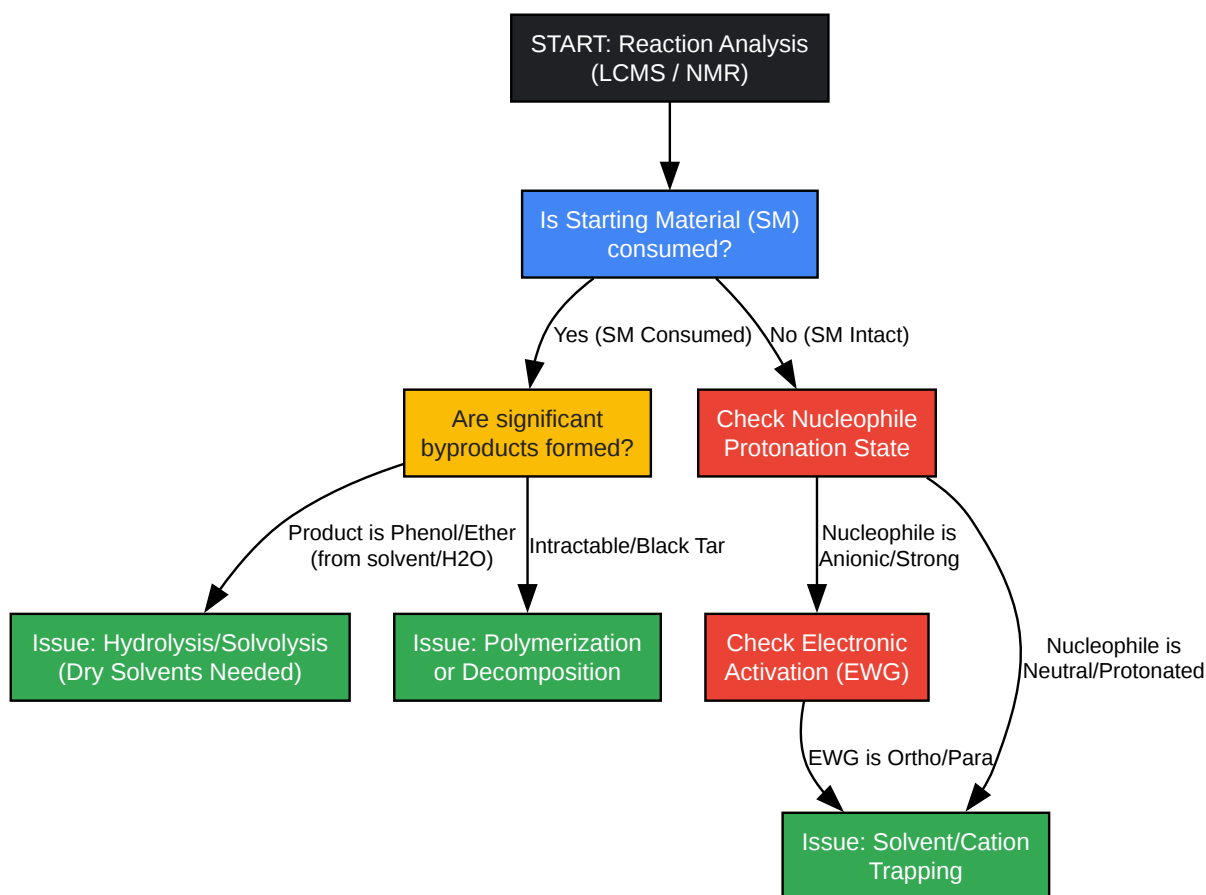 START: Reaction Analysis
(LCMS / NMR)
Is Starting Material (SM)
consumed?
Yes (SM Consumed)
No (SM Intact)
Are significant
byproducts formed?
Check Nucleophile
Protonation State
Product is Phenol/Ether
(from solvent/H2O)
Intractable/Black Tar
Nucleophile is
Anionic/Strong
Issue: Hydrolysis/Solvolysis
(Dry Solvents Needed)
Issue: Polymerization
or Decomposition
Check Electronic
Activation (EWG)
Nucleophile is
Neutral/Protonated
EWG is Ortho/Para
Issue: Solvent/Cation
Trapping